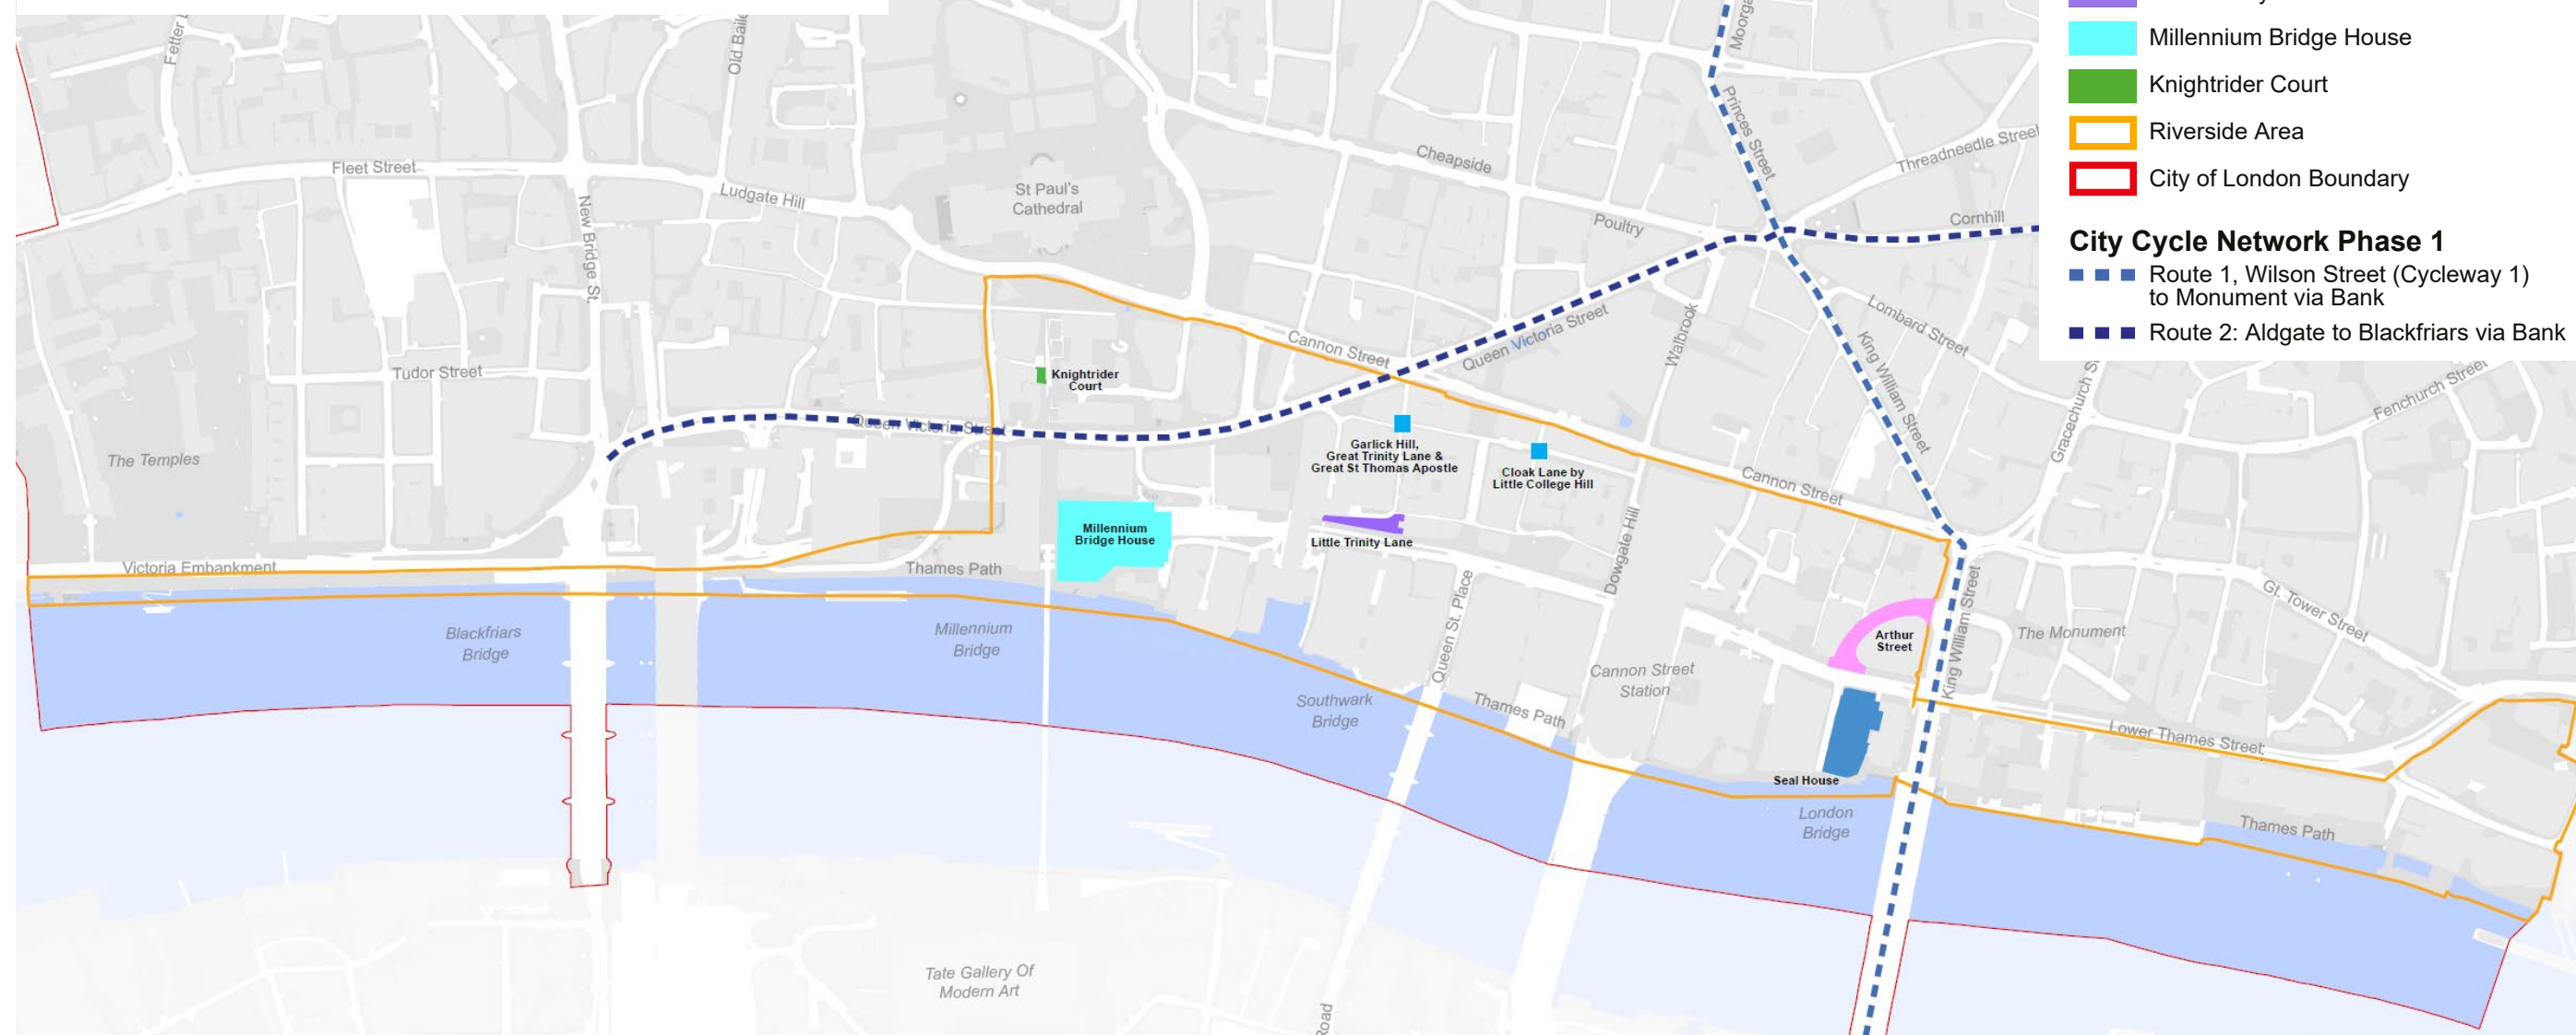 Millennium Bridge House
Knightrider Court
Riverside Area
City of London Boundary
City Cycle Network Phase 1
Route 1, Wilson Street (Cycleway 1)
to Monument via Bank
Route 2: Aldgate to Blackfriars via Bank
Fleet Street
New Bridge St.
Ludgate Hill
St Paul's
Cathedral
Cheapside
Poultry
Princes Street
Threadneedle Street
Cornhill
Lombard Street
King William Street
Walbrook
Queen Victoria Street
Cannon Street
Fenchurch Street
Tudor Street
Knightrider
Court
Queen Victoria Street
The Temples
Garlick Hill,
Great Trinity Lane &
Great St Thomas Apostle
Cloak Lane by
Little College Hill
Cannon Street
Millennium
Bridge House
Little Trinity Lane
Dowgate Hill
Victoria Embankment
Thames Path
Queen St. Place
Gt. Tower Street
Blackfriars
Bridge
Millennium
Bridge
Arthur
Street
The Monument
King William Street
Cannon Street
Station
Southwark
Bridge
Thames Path
Lower Thames Street
Seal House
London
Bridge
Thames Path
Tate Gallery Of
Modern Art
Road